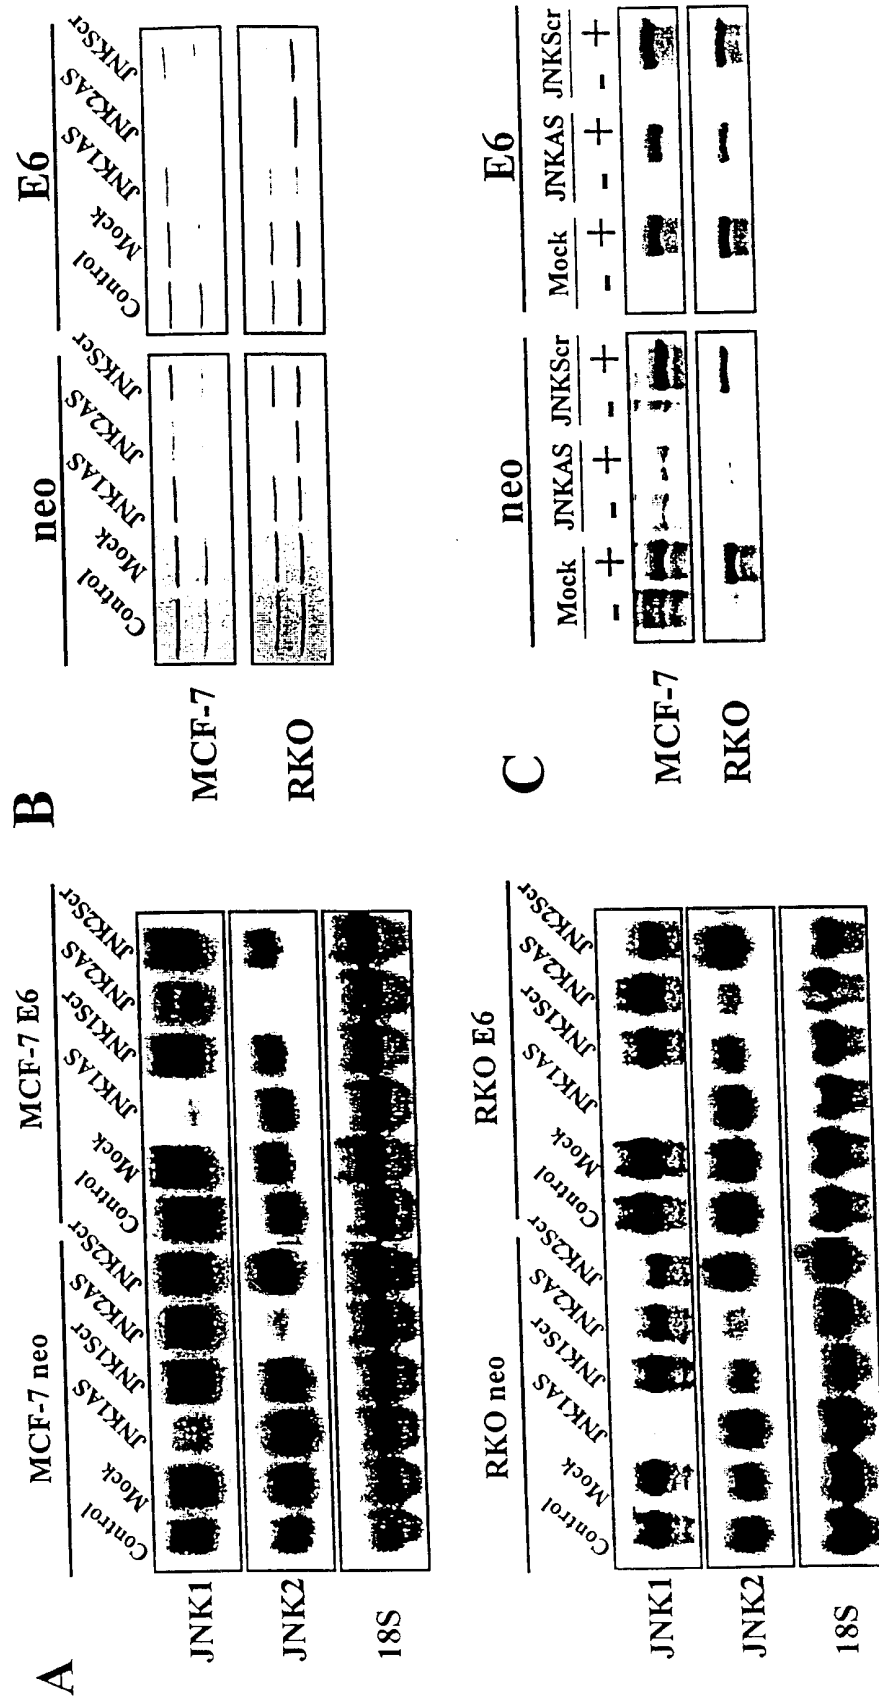 A
MCF-7 neo
MCF-7 E6
Control
Mock
JNK1AS
JNK1Scr
JNK2AS
JNK2Scr
Control
Mock
JNK1AS
JNK1Scr
JNK2AS
JNK2Scr
JNK1
JNK2
18S
RKO neo
RKO E6
Control
Mock
JNK1AS
JNK1Scr
JNK2AS
JNK2Scr
Control
Mock
JNK1AS
JNK1Scr
JNK2AS
JNK2Scr
JNK1
JNK2
18S
B
neo
E6
Control
Mock
JNK1AS
JNK2AS
JNKScr
Control
Mock
JNK1AS
JNK2AS
JNKScr
MCF-7
RKO
C
neo
E6
Mock JNKAS JNKScr Mock JNKAS JNKScr
- + - + - + - + - + - +
MCF-7
RKO